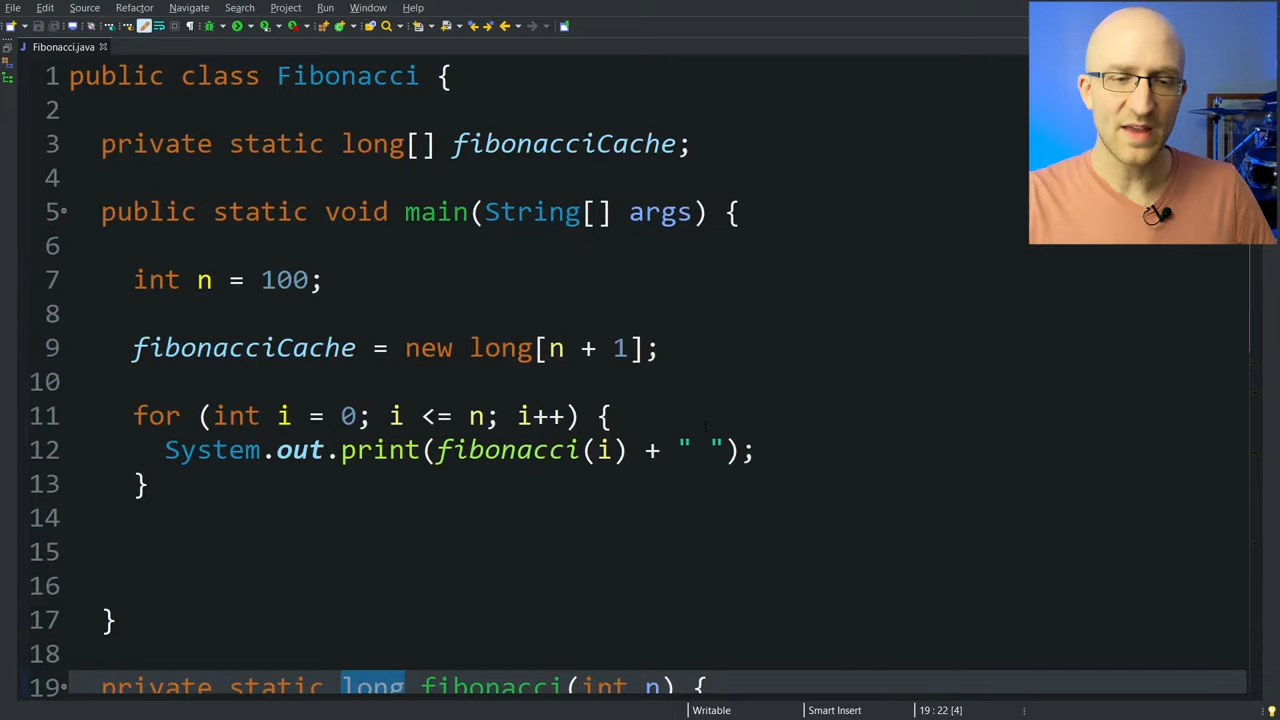 File Edit Source Refactor Navigate Search Project Run Window Help
Fibonacci.java
1 public class Fibonacci {
2
3 private static long[] fibonacciCache;
4
5 public static void main(String[] args) {
6
7 int n = 100;
8
9 fibonacciCache = new long[n + 1];
10
11 for (int i = 0; i <= n; i++) {
12 System.out.print(fibonacci(i) + " ");
13 }
14
15
16
17 }
18
19 private static long fibonacci(int n) {
Writable Smart Insert 19 : 22 [4]